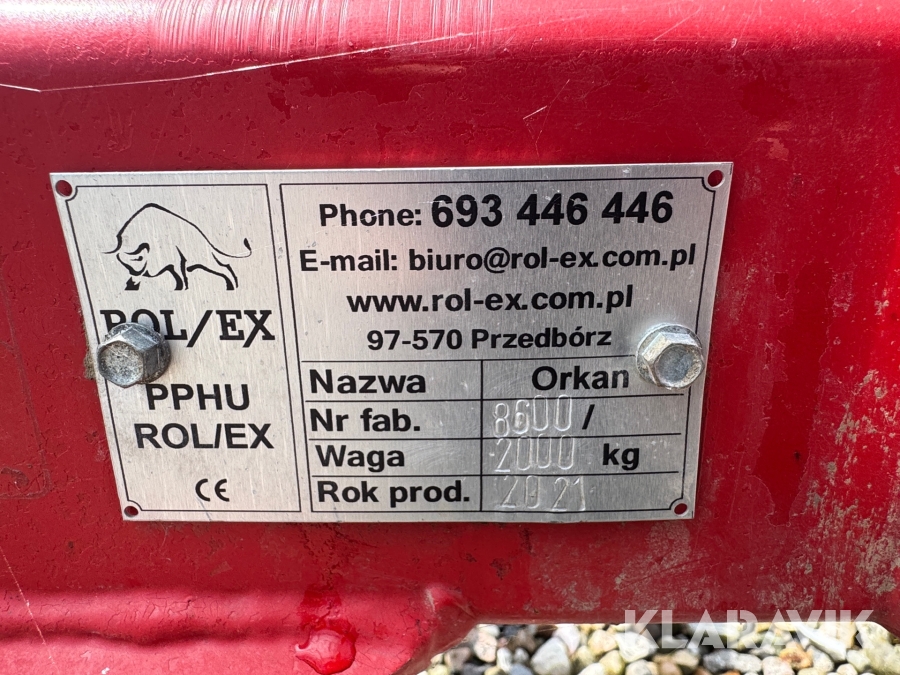 ROL/EX
PPHU
ROL/EX
CE
Phone: 693 446 446
E-mail: biuro@rol-ex.com.pl
www.rol-ex.com.pl
97-570 Przedbórz
Nazwa Orkan
Nr fab. 8600 /
Waga 2000 kg
Rok prod. 2021
KLARAVIK